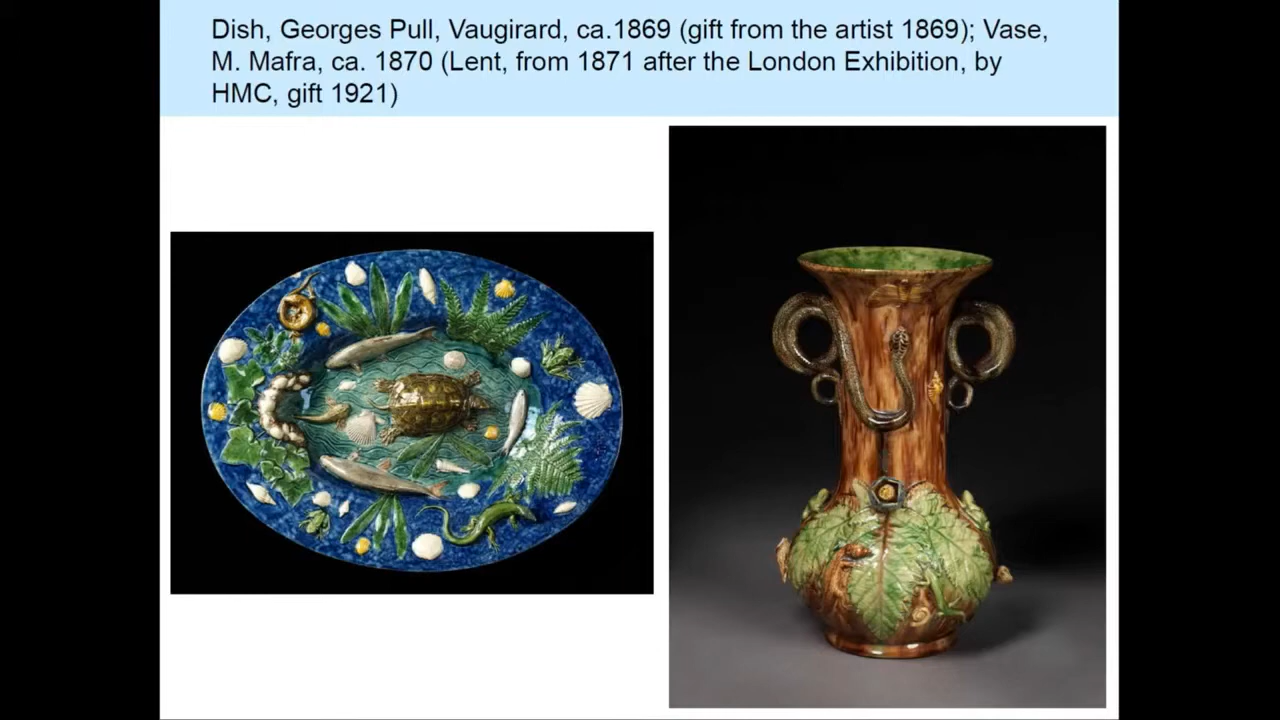 Dish, Georges Pull, Vaugirard, ca.1869 (gift from the artist 1869); Vase,
M. Mafra, ca. 1870 (Lent, from 1871 after the London Exhibition, by
HMC, gift 1921)